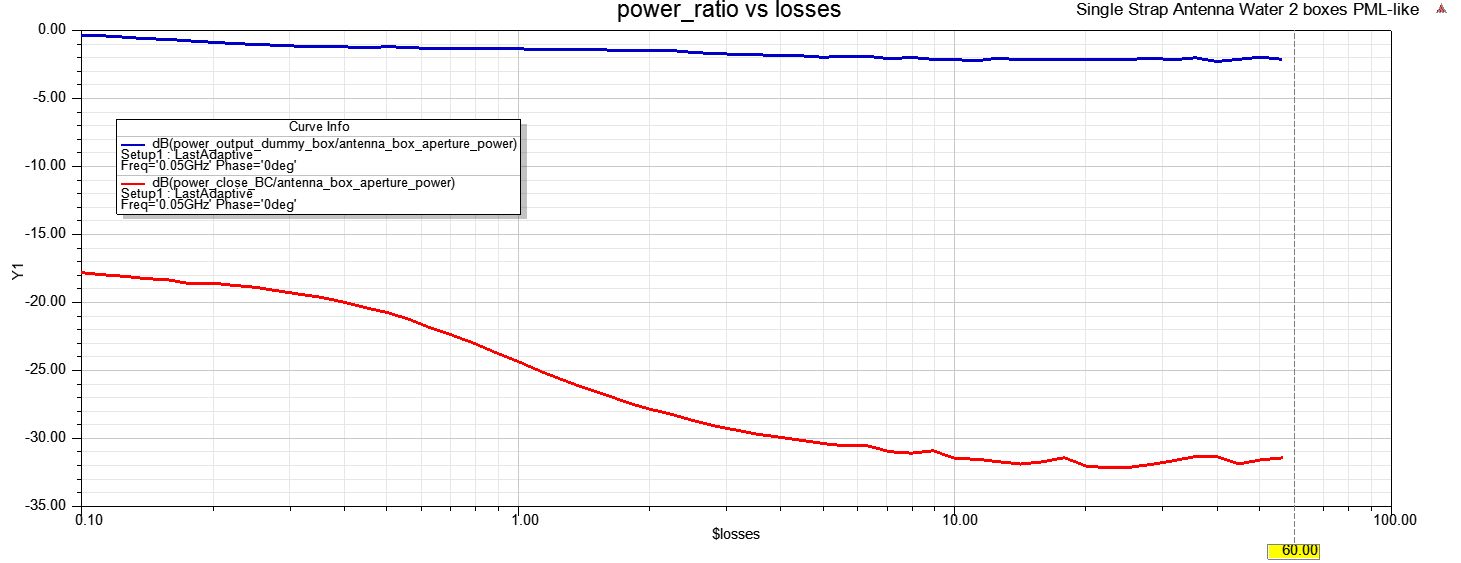 power_ratio vs losses
Single Strap Antenna Water 2 boxes PML-like
0.00
-5.00
-10.00
-15.00
-20.00
-25.00
-30.00
-35.00
Y1
Curve Info
dB(power_output_dummy_box/antenna_box_aperture_power)
Setup1 : LastAdaptive
Freq='0.05GHz' Phase='0deg'
dB(power_close_BC/antenna_box_aperture_power)
Setup1 : LastAdaptive
Freq='0.05GHz' Phase='0deg'
0.10 1.00 10.00 100.00
$losses
60.00